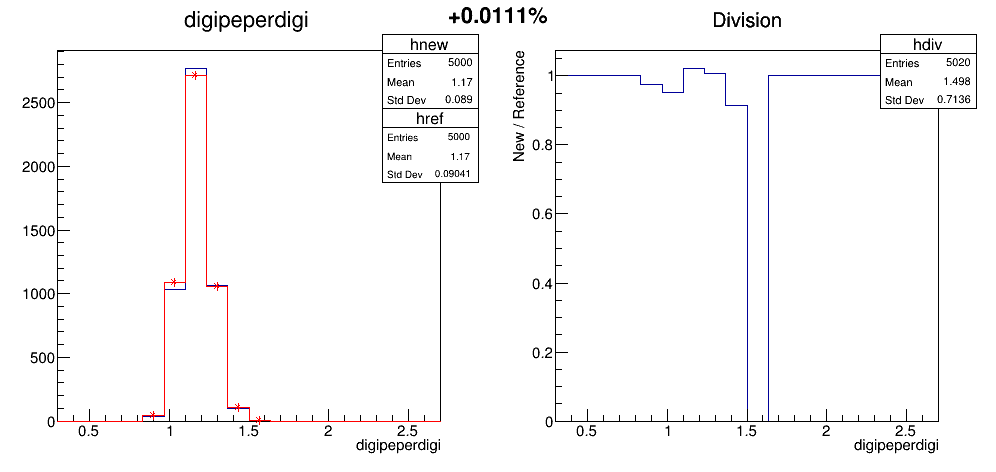 digipeperdigi
+0.0111%
Division
hnew
Entries 5000
Mean 1.17
Std Dev 0.089
href
Entries 5000
Mean 1.17
Std Dev 0.09041
2500
2000
1500
1000
500
0
0.5 1 1.5 2 2.5
digipeperdigi
hdiv
Entries 5020
Mean 1.498
Std Dev 0.7136
New / Reference
1
0.8
0.6
0.4
0.2
0
0.5 1 1.5 2 2.5
digipeperdigi